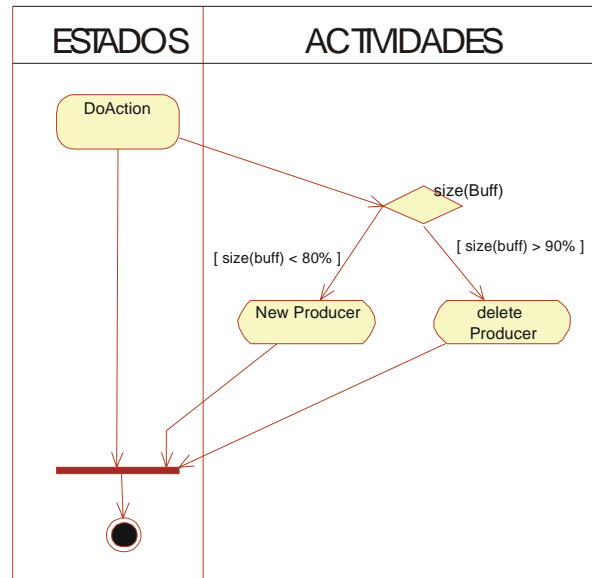 ESTADOS
ACTIVIDADES
DoAction
size(Buff)
[ size(buff) < 80% ]
[ size(buff) > 90% ]
New Producer
delete
Producer